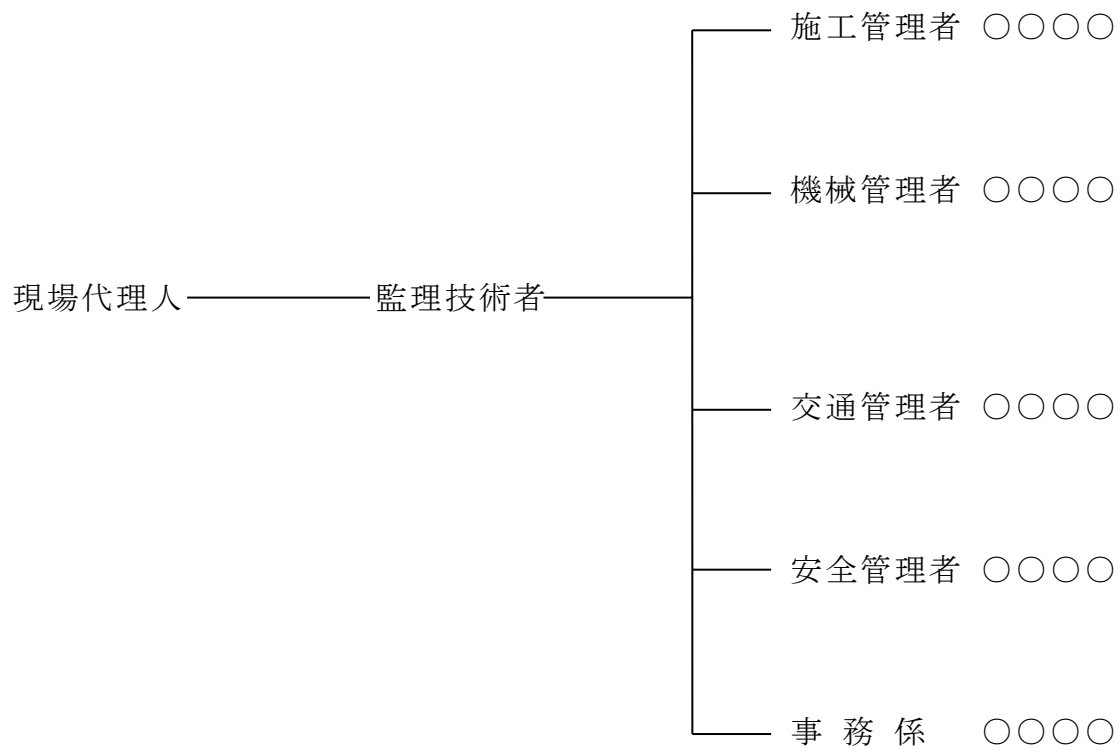 施工管理者 ○○○○
機械管理者 ○○○○
現場代理人 監理技術者
交通管理者 ○○○○
安全管理者 ○○○○
事務係 ○○○○